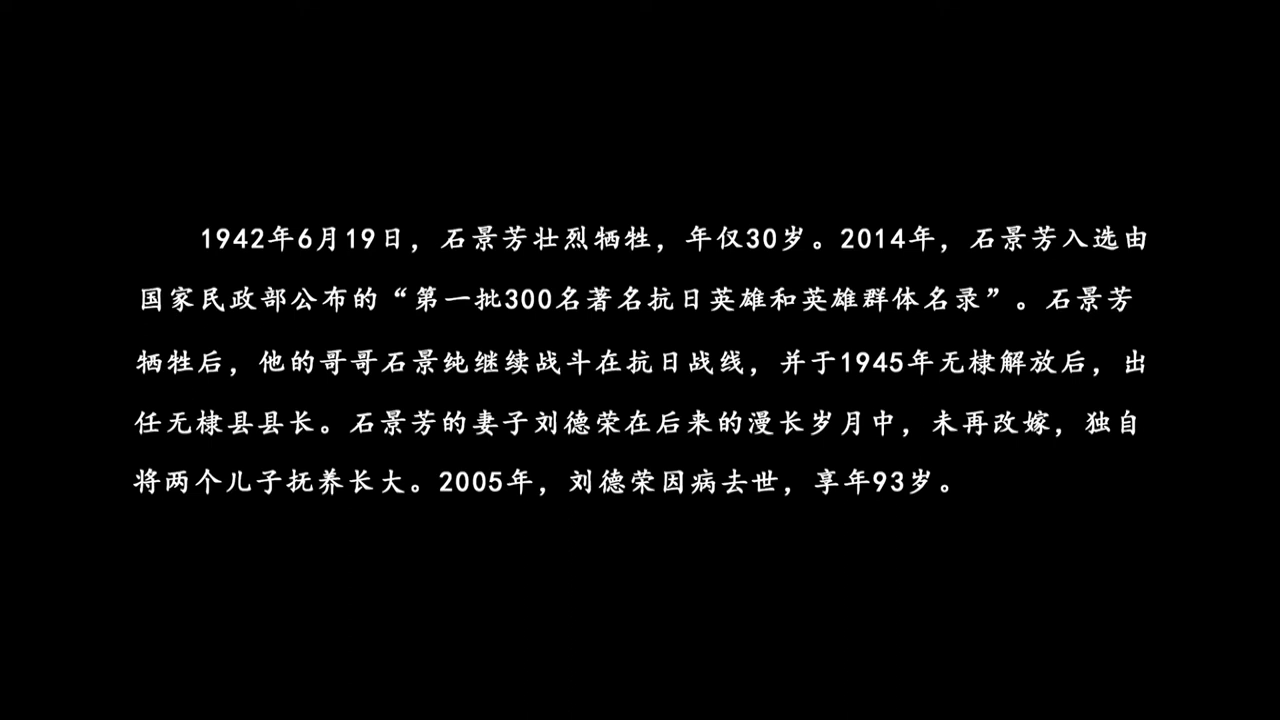 1942年6月19日，石景芳壮烈牺牲，年仅30岁。2014年，石景芳入选由
国家民政部公布的“第一批300名著名抗日英雄和英雄群体名录”。石景芳
牺牲后，他的哥哥石景纯继续战斗在抗日战线，并于1945年无棣解放后，出
任无棣县县长。石景芳的妻子刘德荣在后来的漫长岁月中，未再改嫁，独自
将两个儿子抚养长大。2005年，刘德荣因病去世，享年93岁。